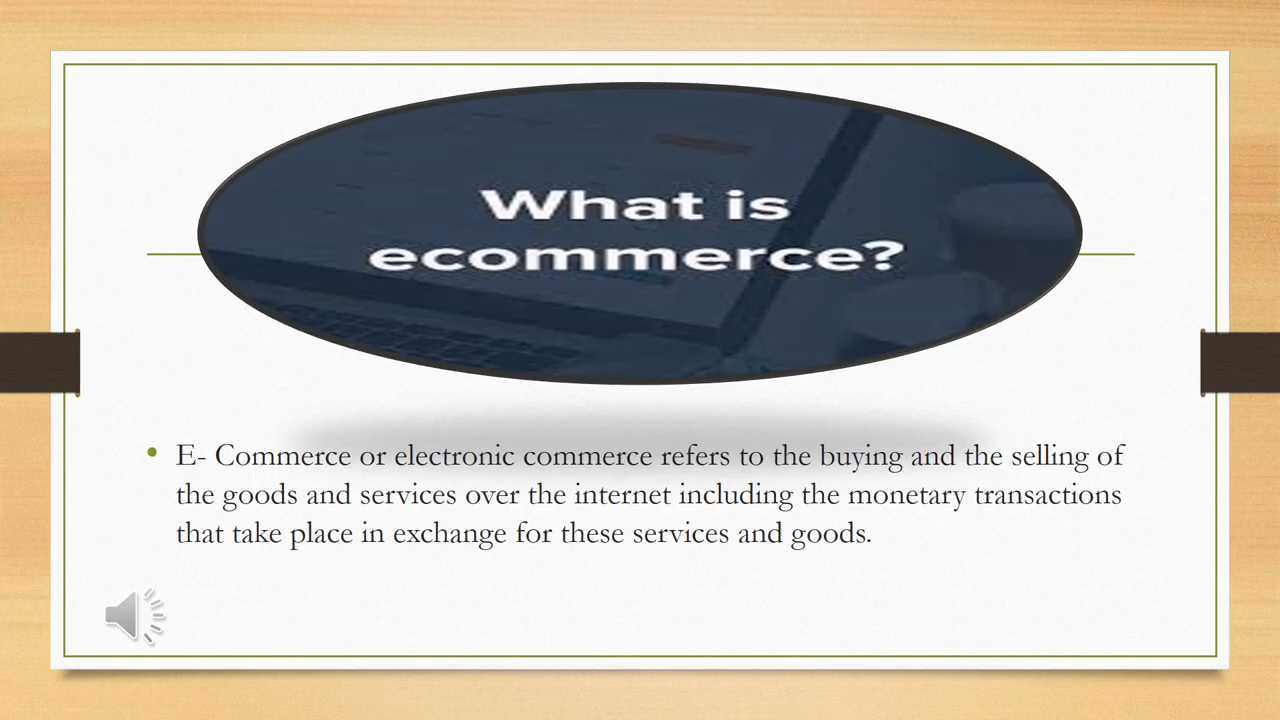 What is
ecommerce?
• E- Commerce or electronic commerce refers to the buying and the selling of
the goods and services over the internet including the monetary transactions
that take place in exchange for these services and goods.